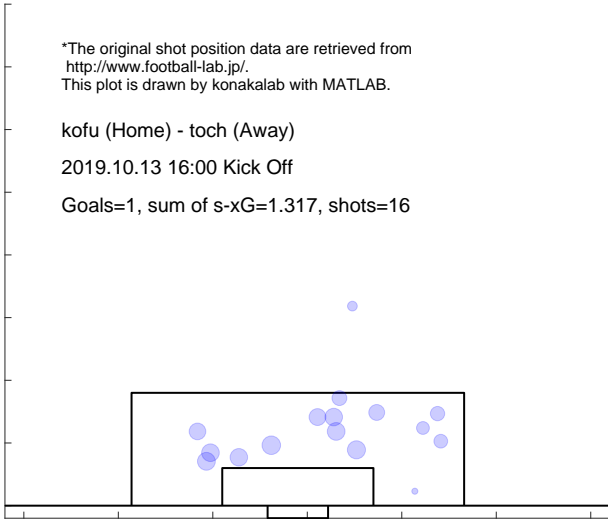 *The original shot position data are retrieved from
http://www.football-lab.jp/.
This plot is drawn by konakalab with MATLAB.
kofu (Home) - toch (Away)
2019.10.13 16:00 Kick Off
Goals=1, sum of s-xG=1.317, shots=16